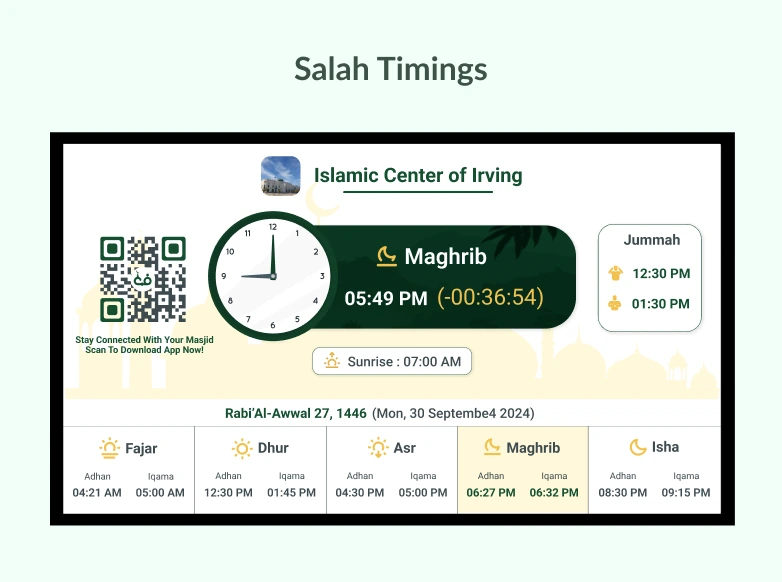 Salah Timings
Islamic Center of Irving
12
11 1
10 2
9 3
8 4
7 5
6
Maghrib
05:49 PM (-00:36:54)
Jummah
12:30 PM
01:30 PM
Stay Connected With Your Masjid
Scan To Download App Now!
Sunrise : 07:00 AM
Rabi'Al-Awwal 27, 1446 (Mon, 30 Septembe4 2024)
Fajar
Adhan Iqama
04:21 AM 05:00 AM
Dhur
Adhan Iqama
12:30 PM 01:45 PM
Asr
Adhan Iqama
04:30 PM 05:00 PM
Maghrib
Adhan Iqama
06:27 PM 06:32 PM
Isha
Adhan Iqama
08:30 PM 09:15 PM